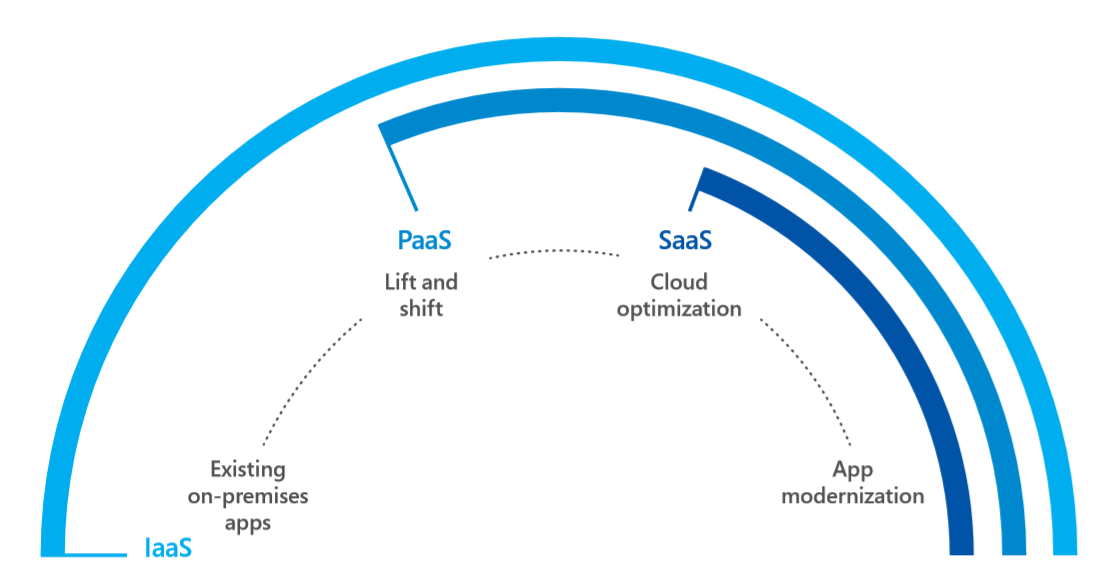 PaaS
Lift and
shift
SaaS
Cloud
optimization
Existing
on-premises
apps
IaaS
App
modernization